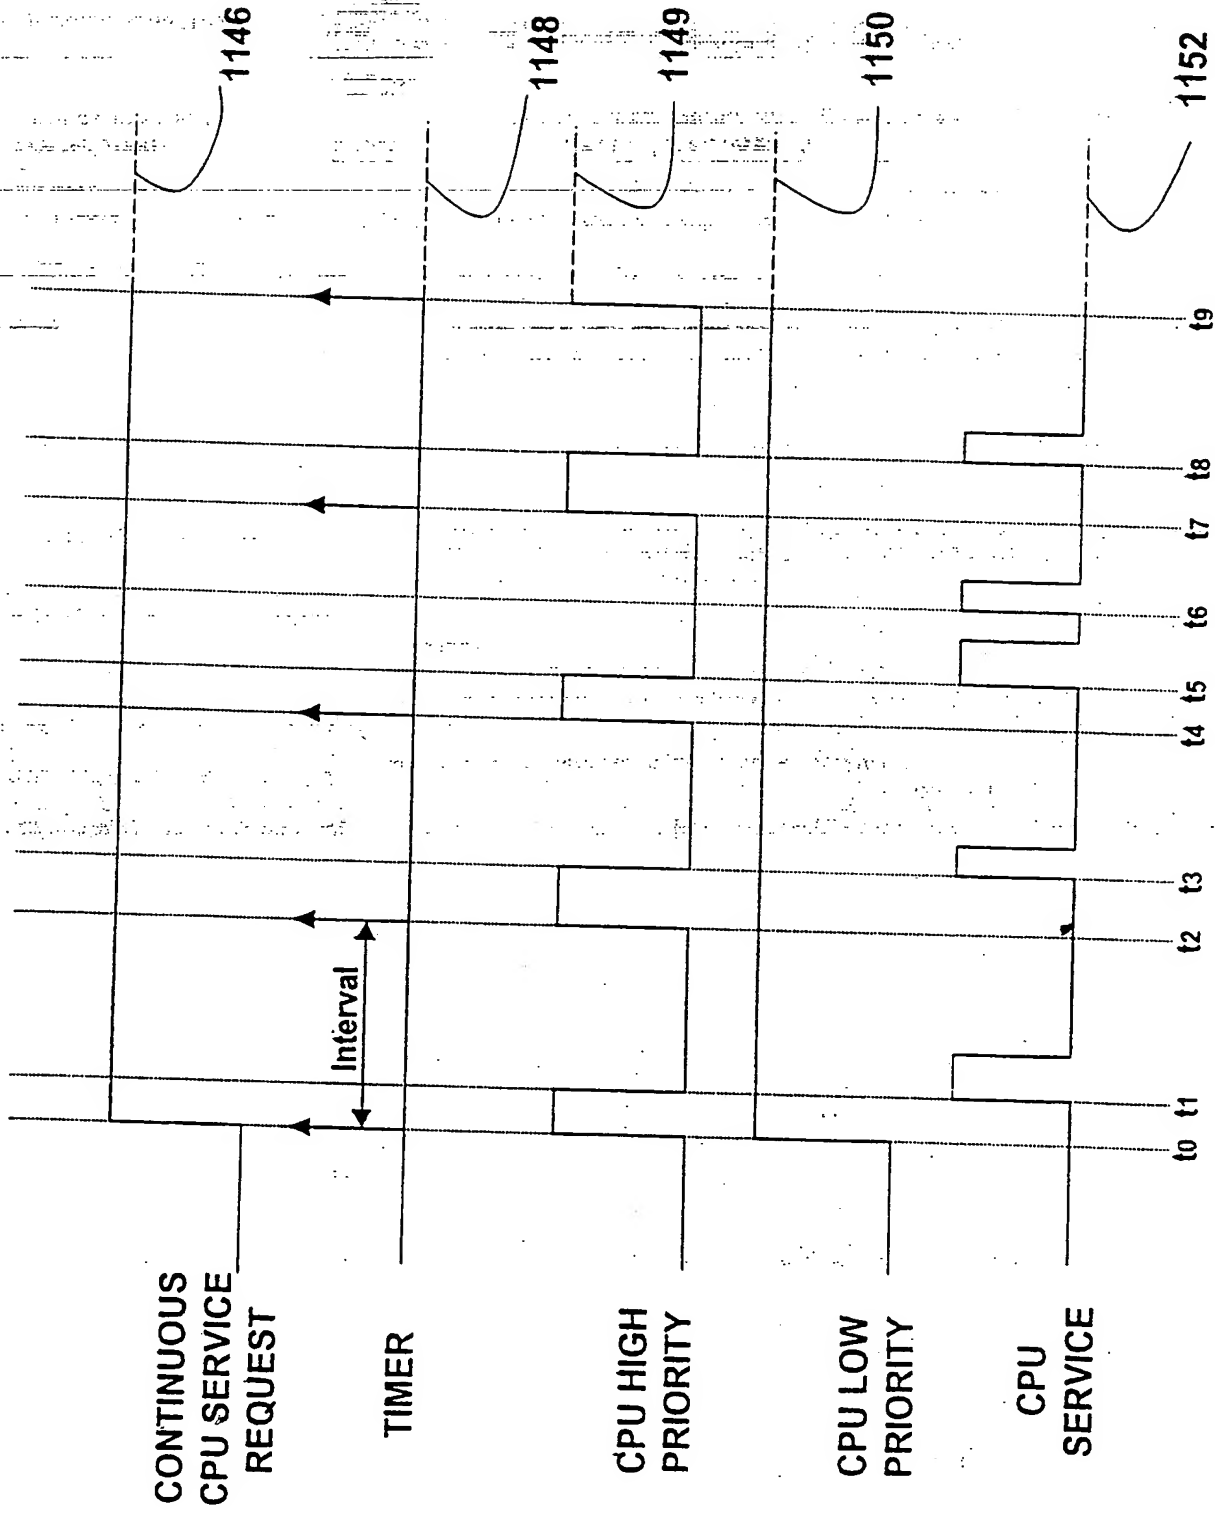 CONTINUOUS
CPU SERVICE
REQUEST
1146
TIMER
1148
Interval
CPU HIGH
PRIORITY
1149
CPU LOW
PRIORITY
1150
CPU
SERVICE
1152
t0
t1
t2
t3
t4
t5
t6
t7
t8
t9